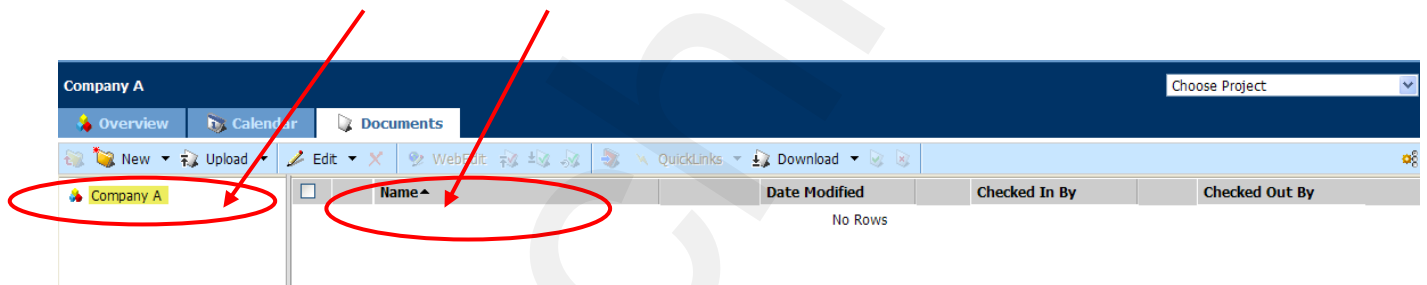 Company A
Choose Project
Overview Calendar Documents
New Upload Edit WebEdit QuickLinks Download
Company A
Name Date Modified Checked In By Checked Out By
No Rows